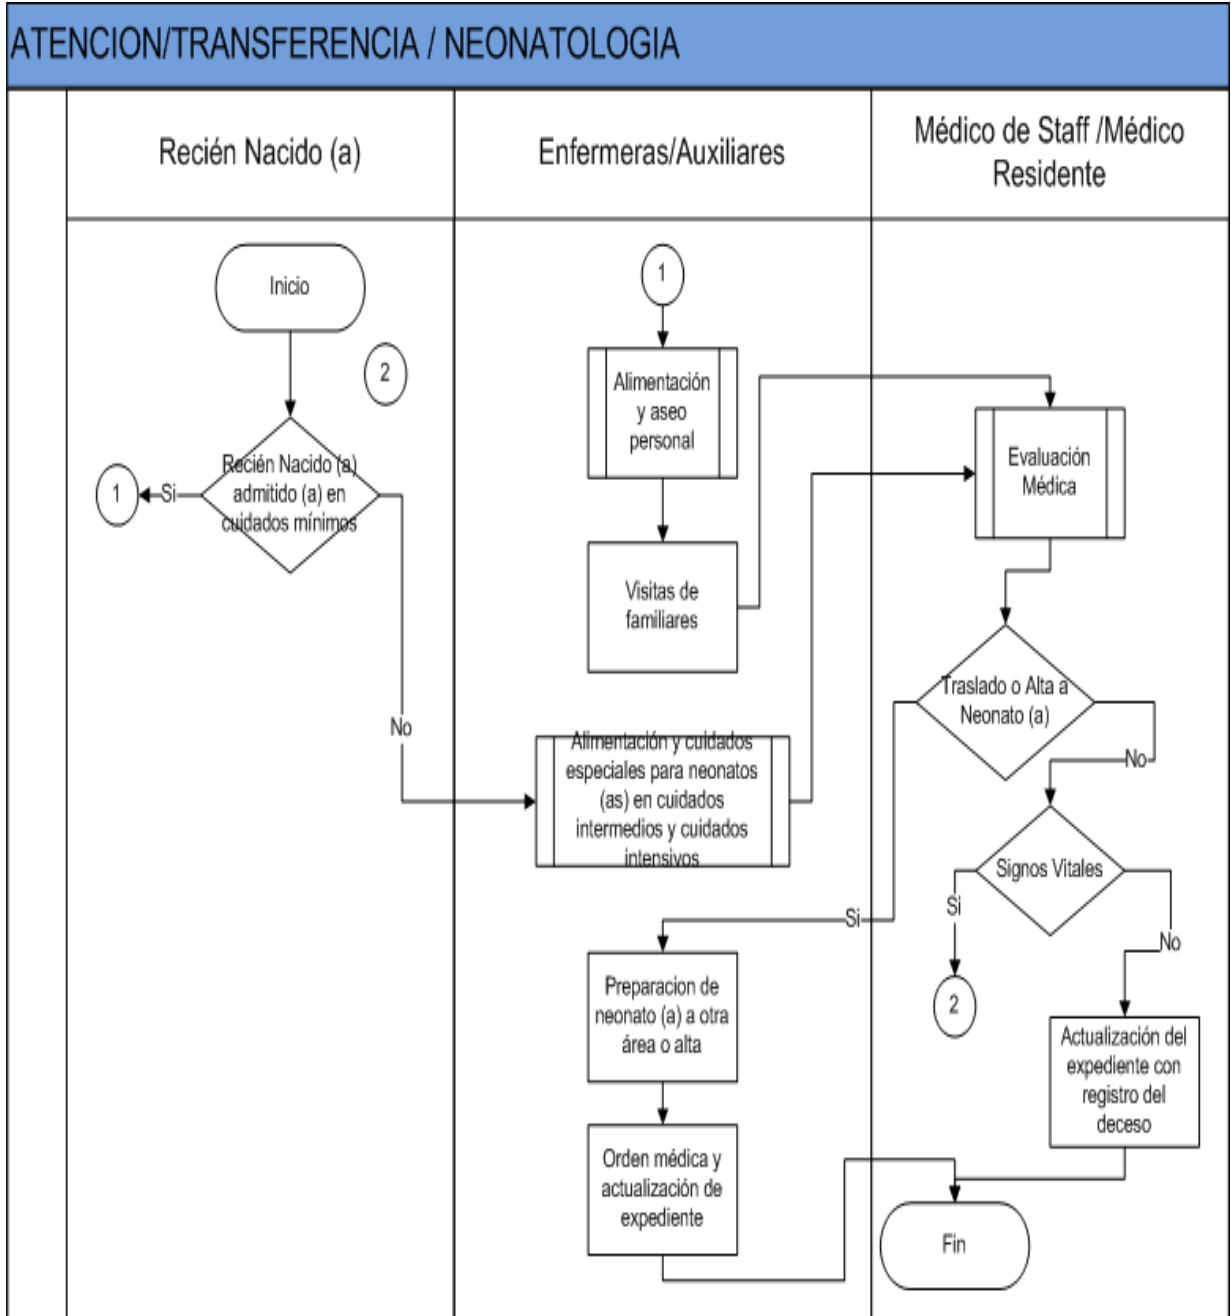 ATENCION/TRANSFERENCIA / NEONATOLOGIA
Recién Nacido (a)
Enfermeras/Auxiliares
Médico de Staff /Médico
Residente
Inicio
2
Recién Nacido (a)
admitido (a) en
cuidados mínimos
Si
1
No
1
Alimentación
y aseo
personal
Visitas de
familiares
Alimentación y cuidados
especiales para neonatos
(as) en cuidados
intermedios y cuidados
intensivos
Evaluación
Médica
Traslado o Alta a
Neonato (a)
No
Si
Signos Vitales
Si
No
2
Preparacion de
neonato (a) a otra
área o alta
Orden médica y
actualización de
expediente
Actualización del
expediente con
registro del
deceso
Fin